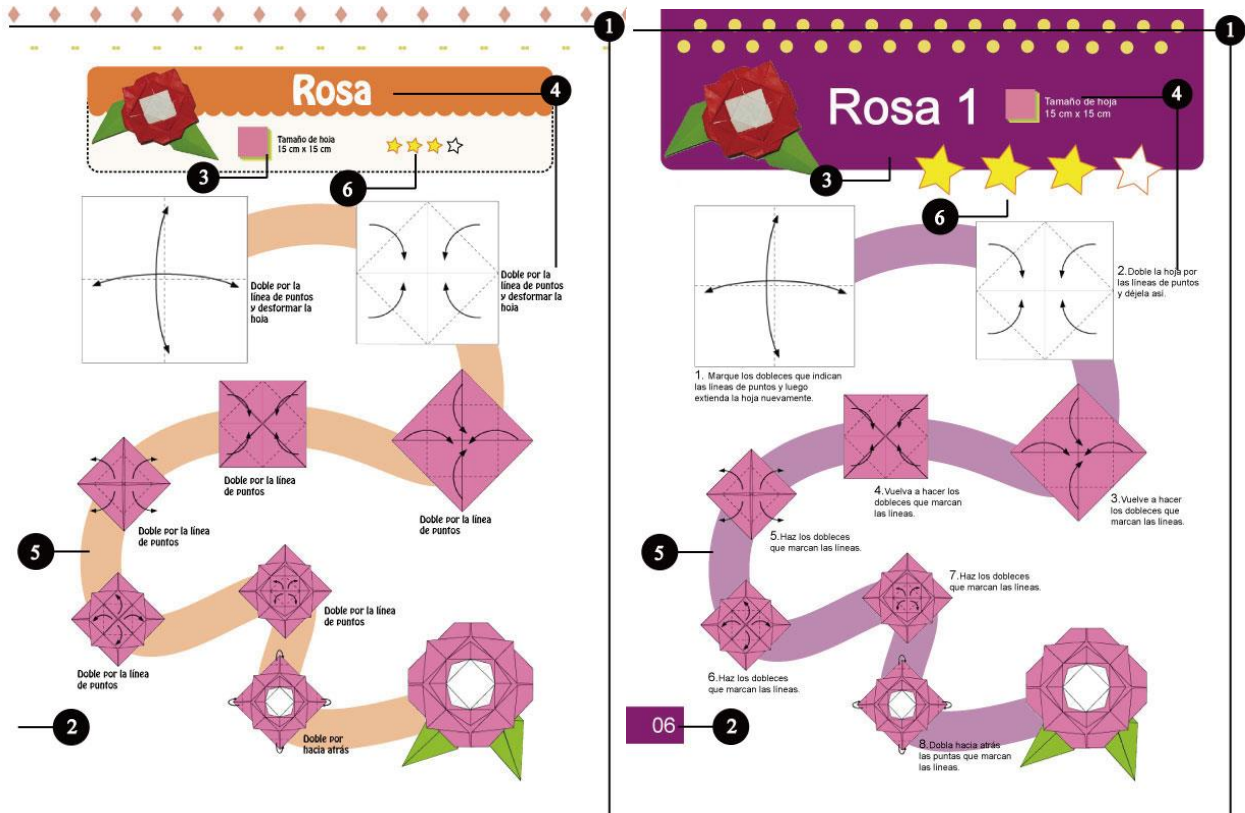 1
Rosa
4
Tamaño de hoja
15 cm x 15 cm
3
6
Doble por la
línea de puntos
y desformar la
hoja
Doble por la
línea de puntos
y desformar la
hoja
Doble por la línea
de puntos
Doble por la línea
de puntos
Doble por la línea
de puntos
5
Doble por la línea
de puntos
Doble por la línea
de puntos
2
Doble por
hacia atrás
1
Rosa 1
Tamaño de hoja
15 cm x 15 cm
4
3
6
1. Marque los dobleces que indican
las líneas de puntos y luego
extienda la hoja nuevamente.
2.Doble la hoja por
las líneas de puntos
y déjela así.
3.Vuelve a hacer
los dobleces que
marcan las líneas.
4.Vuelva a hacer los
dobleces que marcan
las líneas.
5.Haz los dobleces
que marcan las líneas.
5
7.Haz los dobleces
que marcan las líneas.
6.Haz los dobleces
que marcan las líneas.
06
2
8.Dobla hacia atrás
las puntas que marcan
las líneas.